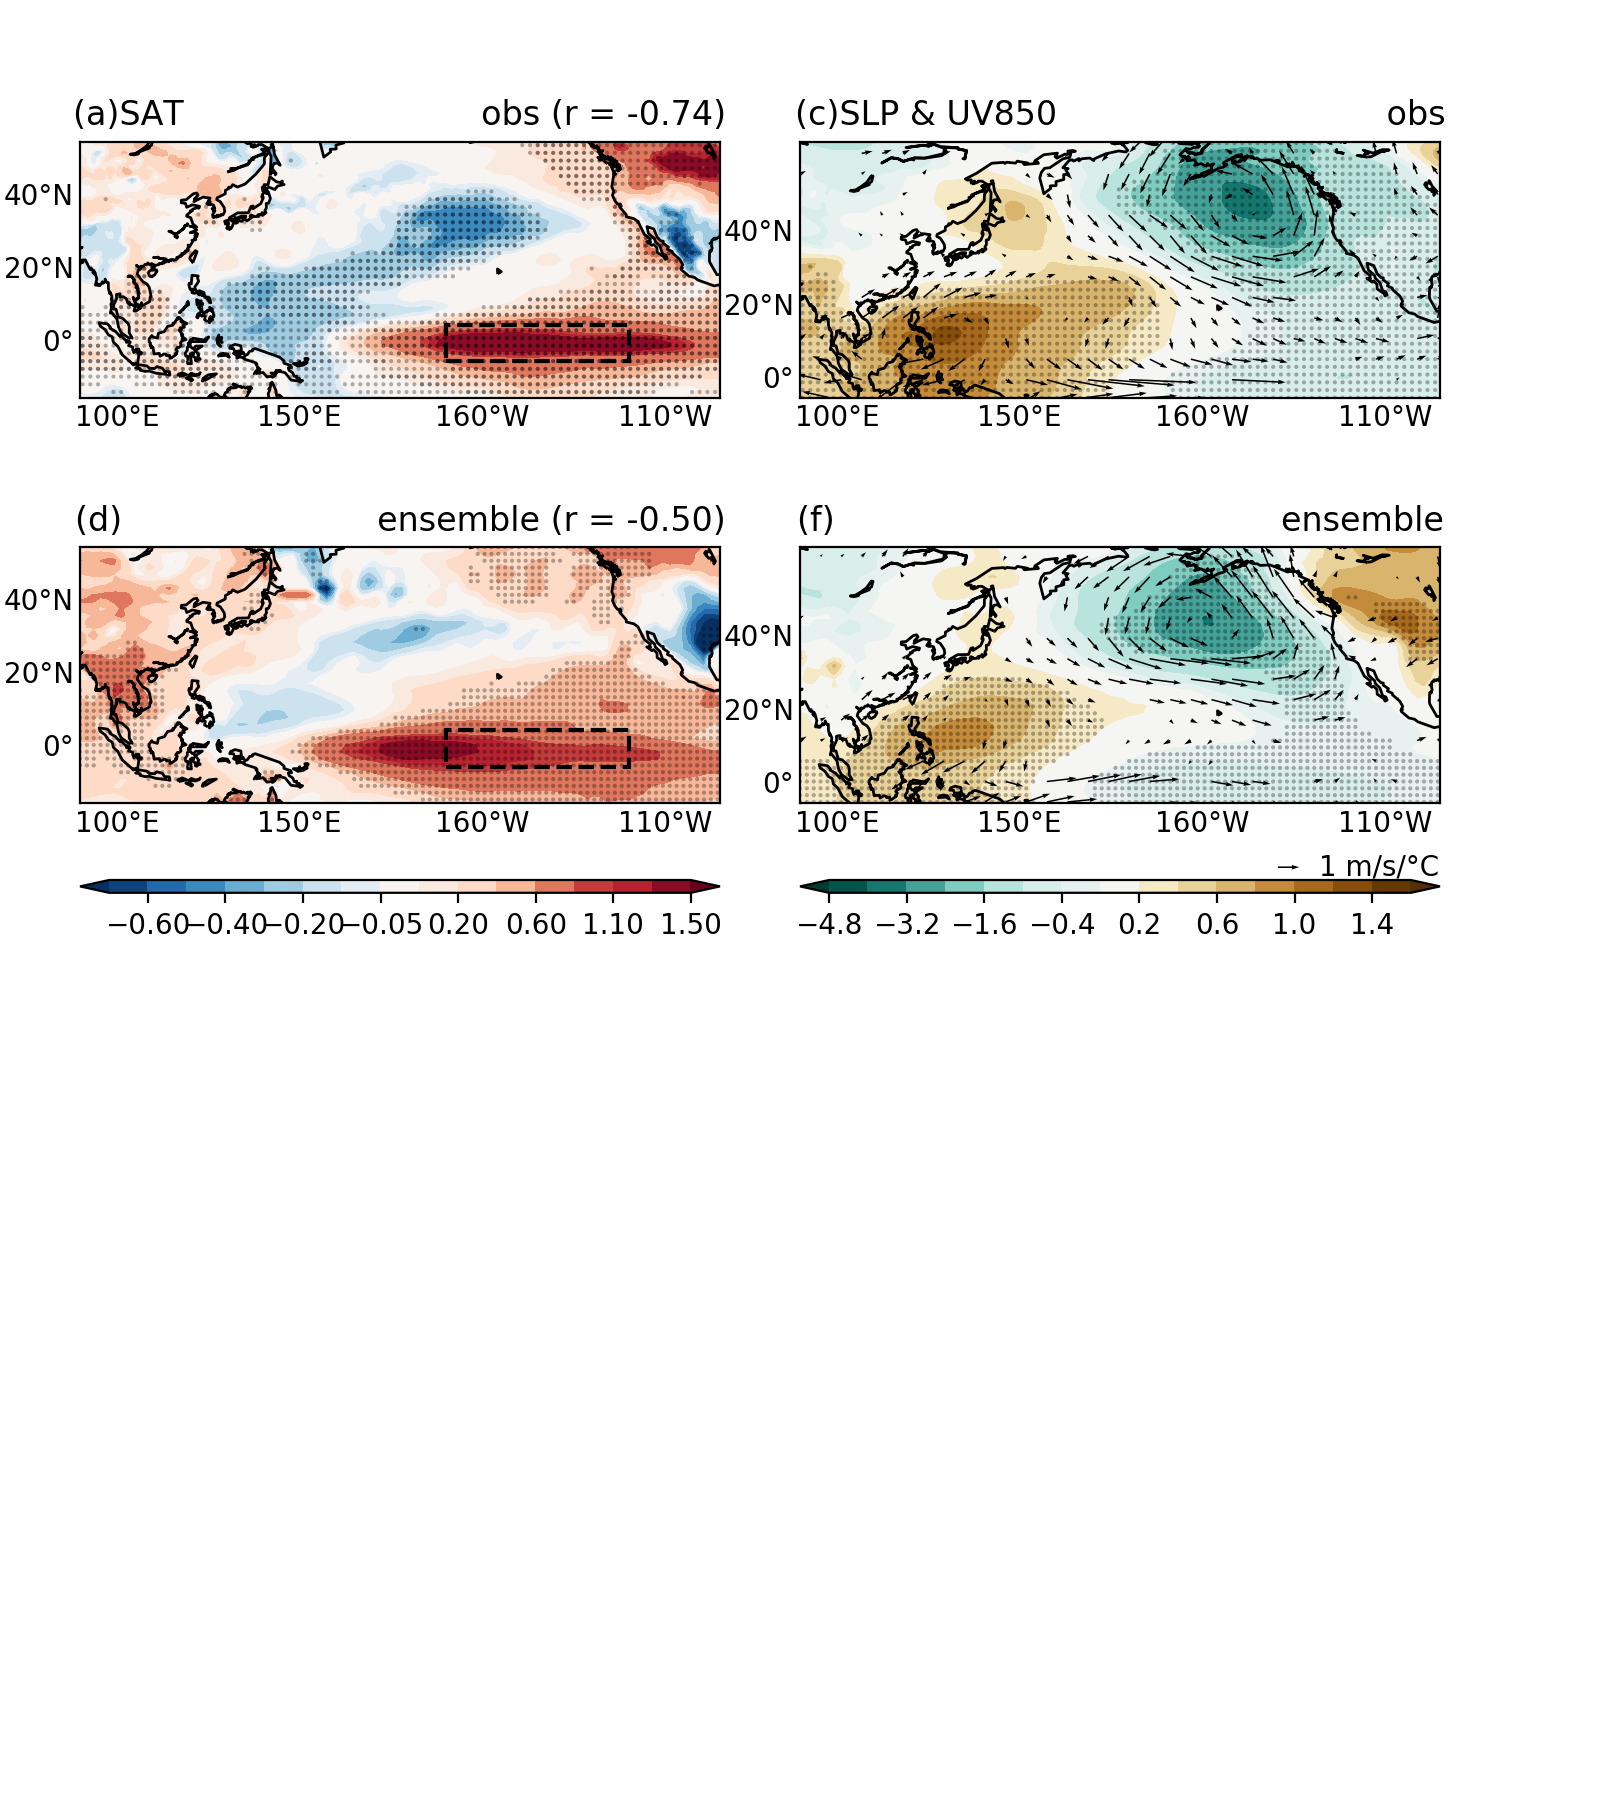 (a)SAT obs (r = -0.74)
40°N
20°N
0°
100°E 150°E 160°W 110°W
(c)SLP & UV850 obs
40°N
20°N
0°
100°E 150°E 160°W 110°W
(d) ensemble (r = -0.50)
40°N
20°N
0°
100°E 150°E 160°W 110°W
(f) ensemble
40°N
20°N
0°
100°E 150°E 160°W 110°W
−0.60 −0.40 −0.20 −0.05 0.20 0.60 1.10 1.50
1 m/s/°C
−4.8 −3.2 −1.6 −0.4 0.2 0.6 1.0 1.4